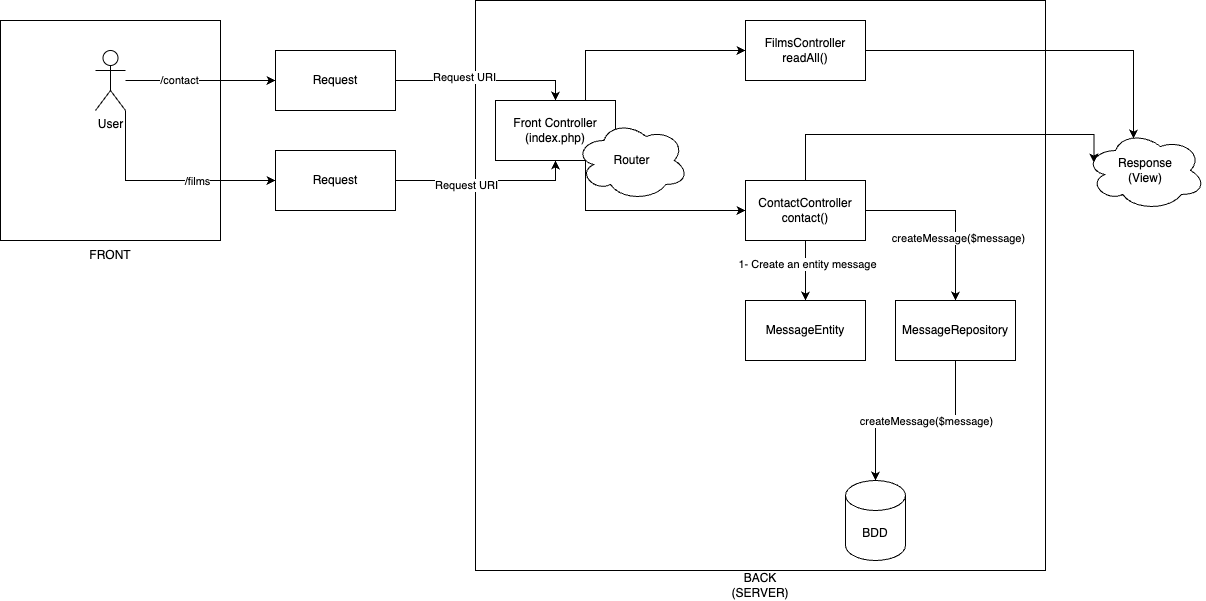 /contact
User
/films
FRONT
Request
Request
Request URI
Request URI
Front Controller
(index.php)
Router
FilmsController
readAll()
ContactController
contact()
1- Create an entity message
createMessage($message)
MessageEntity
MessageRepository
createMessage($message)
BDD
Response
(View)
BACK
(SERVER)